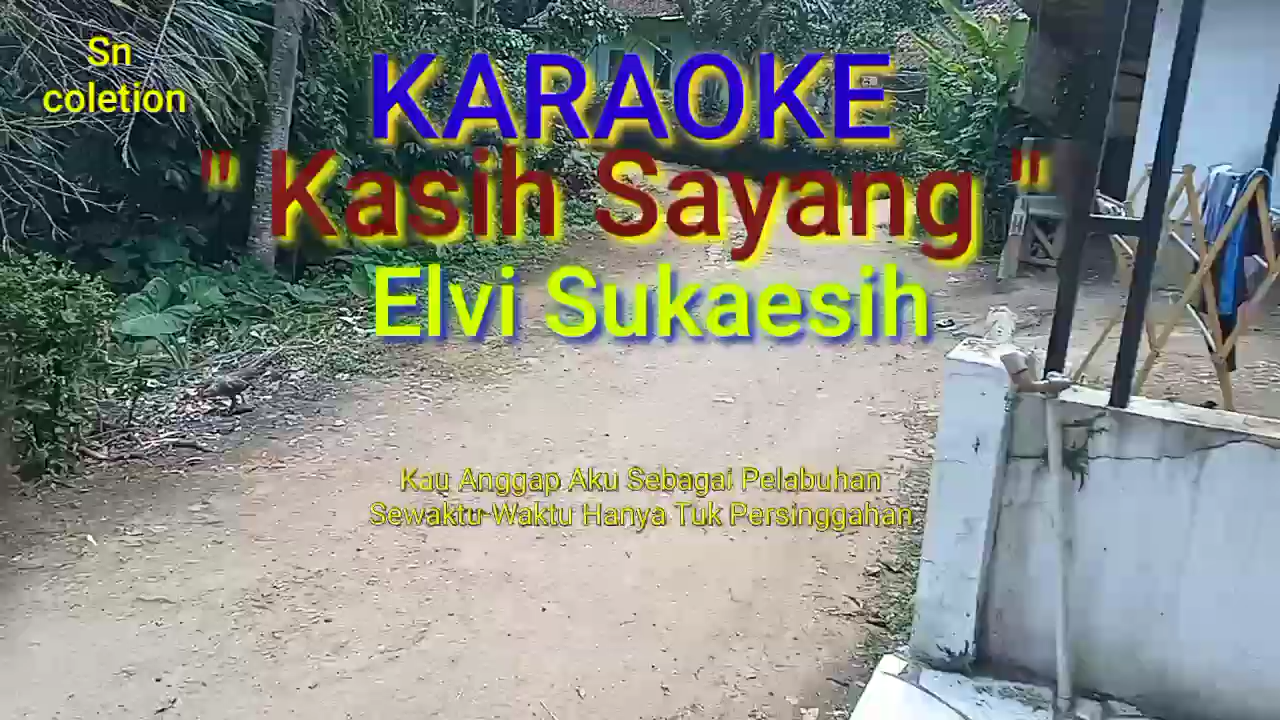 Sn
coletion
KARAOKE
" Kasih Sayang "
Elvi Sukaesih
Kau Anggap Aku Sebagai Pelabuhan
Sewaktu-Waktu Hanya Tuk Persinggahan